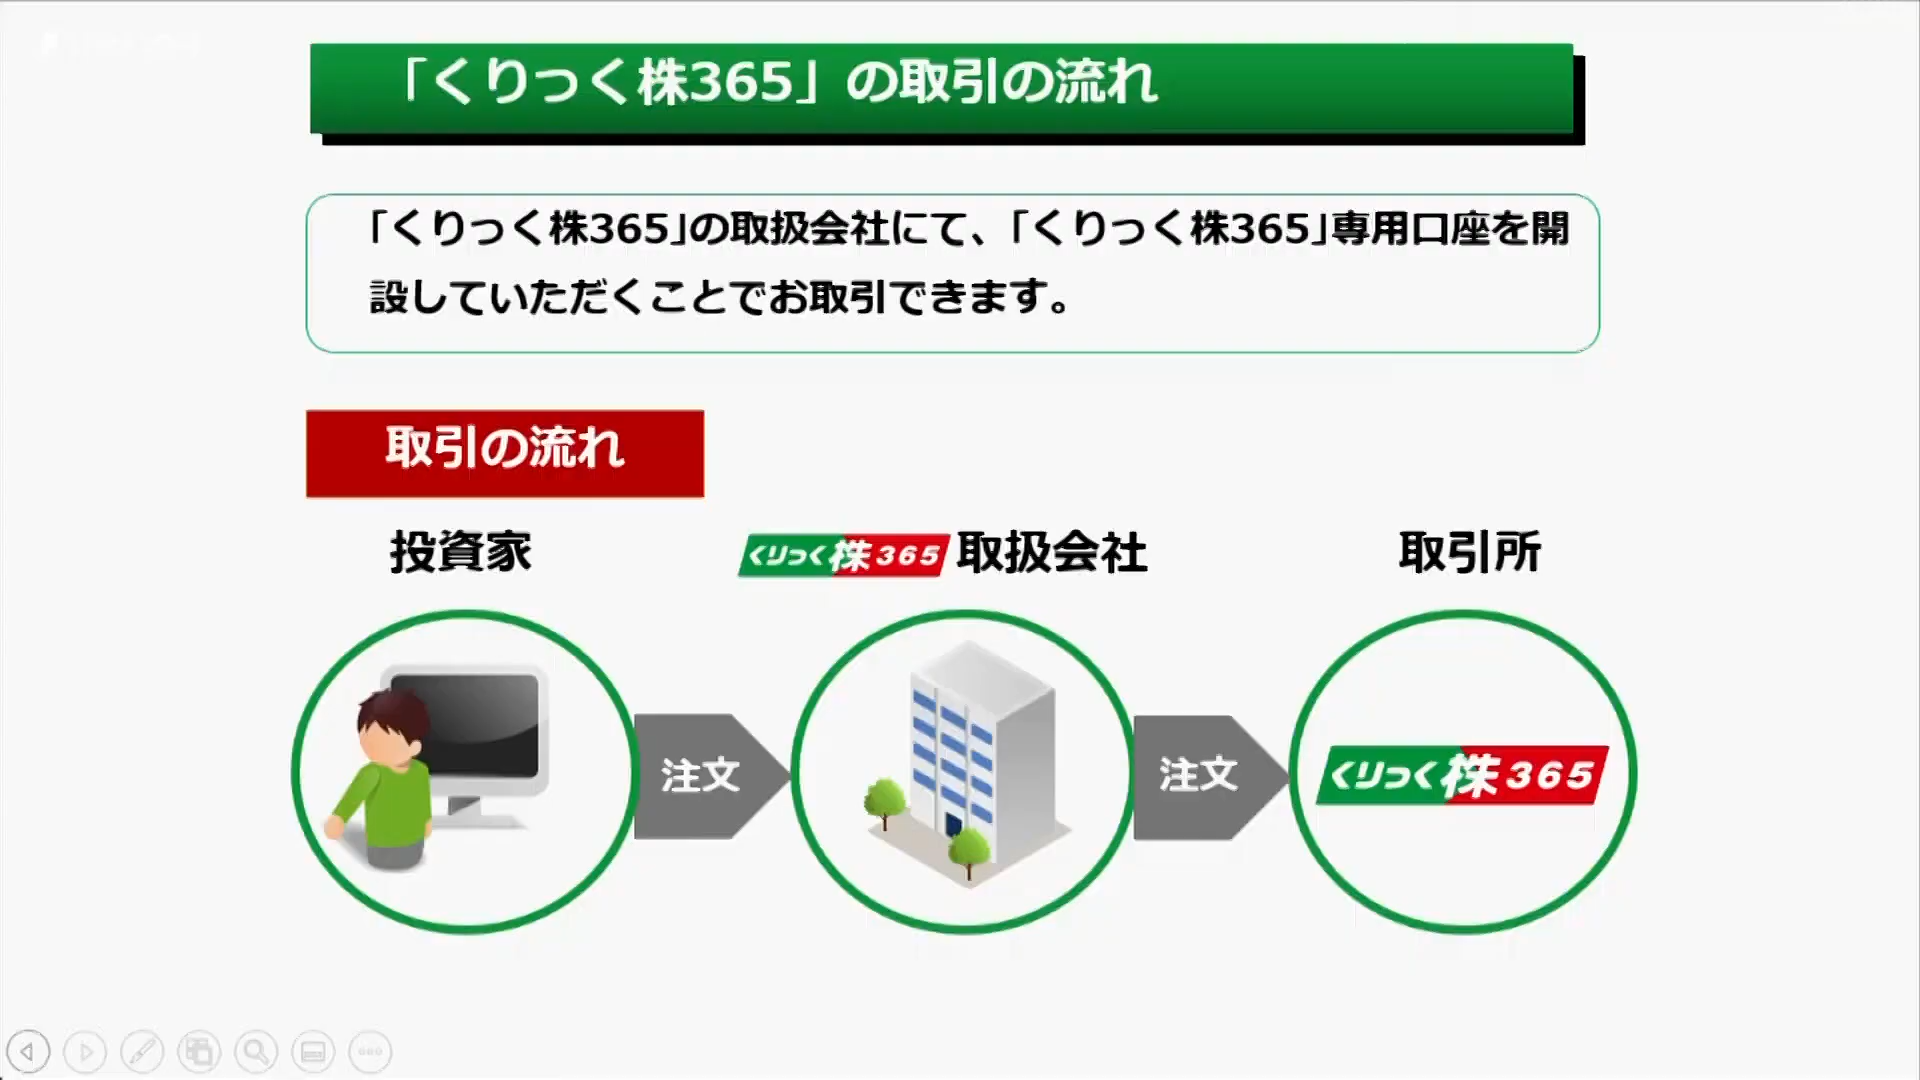 「くりっく株365」の取引の流れ
「くりっく株365」の取扱会社にて、「くりっく株365」専用口座を開
設していただくことでお取引できます。
取引の流れ
投資家
くりっく株365 取扱会社
取引所
注文
注文
くりっく株365